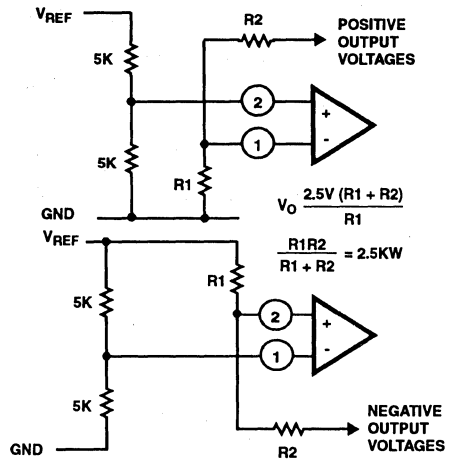 VREF
R2
POSITIVE
OUTPUT
VOLTAGES
5K
2
+
5K
1
-
R1
GND
VO 2.5V (R1 + R2)
R1
VREF
R1R2
R1 + R2
= 2.5KW
R1
5K
2
+
1
-
5K
NEGATIVE
OUTPUT
VOLTAGES
GND
R2